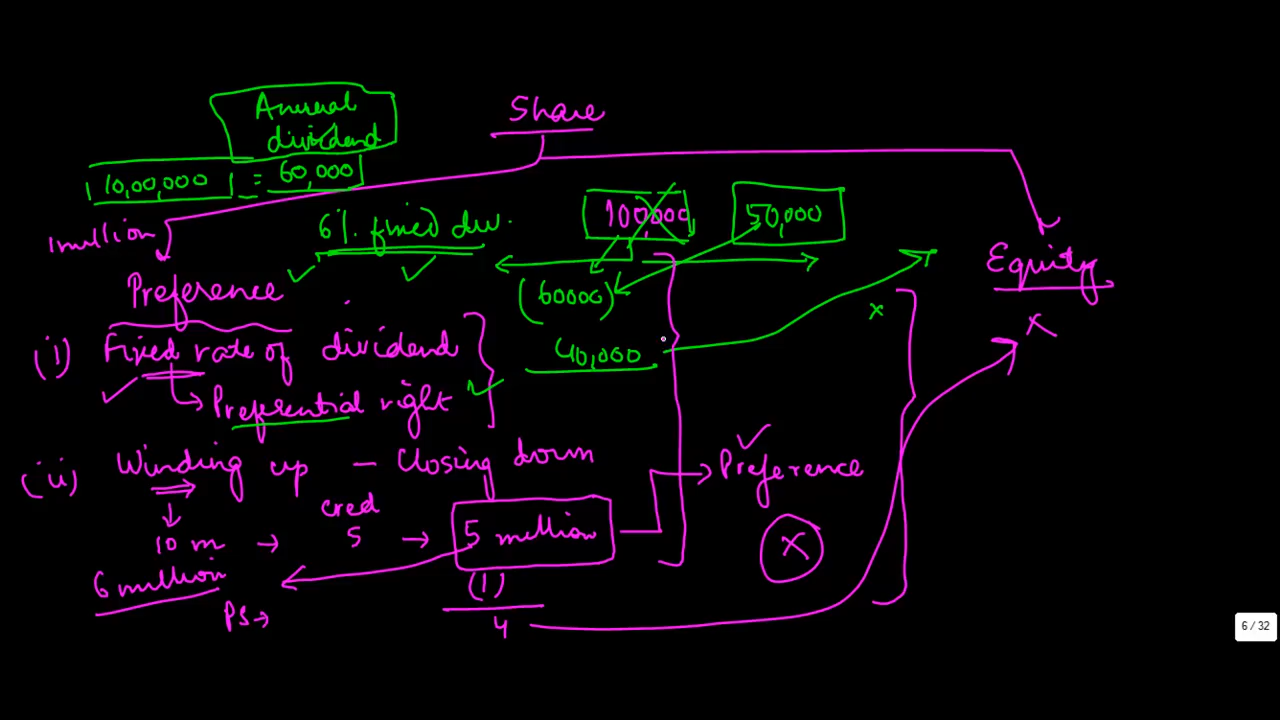 Share
Annual
dividend
10,00,000 = 60,000
1 million
6% fixed div.
100,000
50,000
Equity
X
Preference
(60000)
x
(i) Fixed rate of dividend
40,000
Preferential right
(ii) Winding up - Closing down
Preference
cred
10 m → 5 → 5 million
X
6 million
(1)
PS →
4
6 / 32